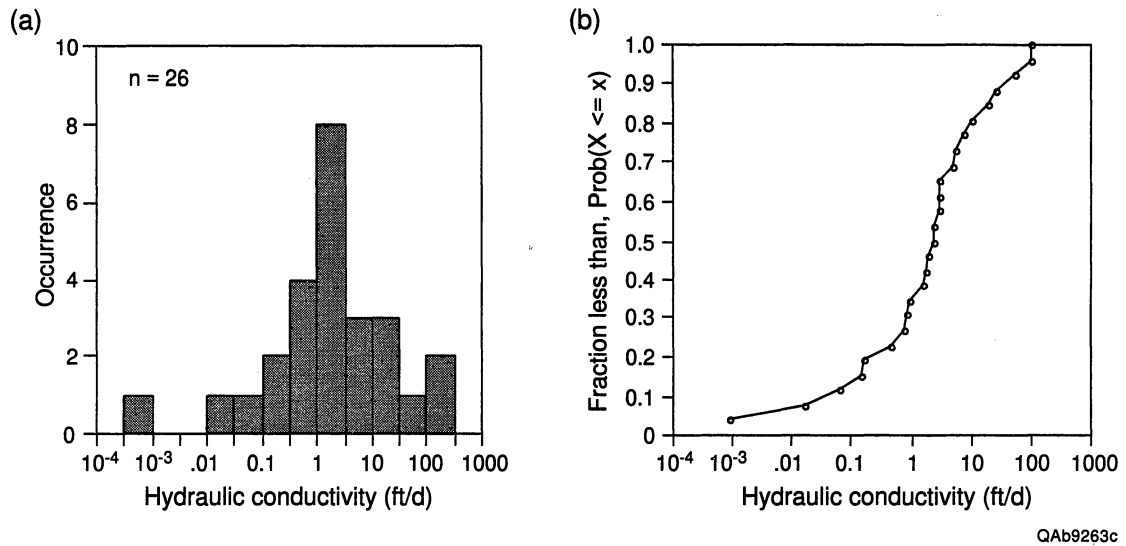 (a)
n = 26
Occurrence
10
8
6
4
2
0
10-4 10-3 .01 0.1 1 10 100 1000
Hydraulic conductivity (ft/d)
(b)
Fraction less than, Prob(X <= x)
1.0
0.9
0.8
0.7
0.6
0.5
0.4
0.3
0.2
0.1
0
10-4 10-3 .01 0.1 1 10 100 1000
Hydraulic conductivity (ft/d)
QAb9263c